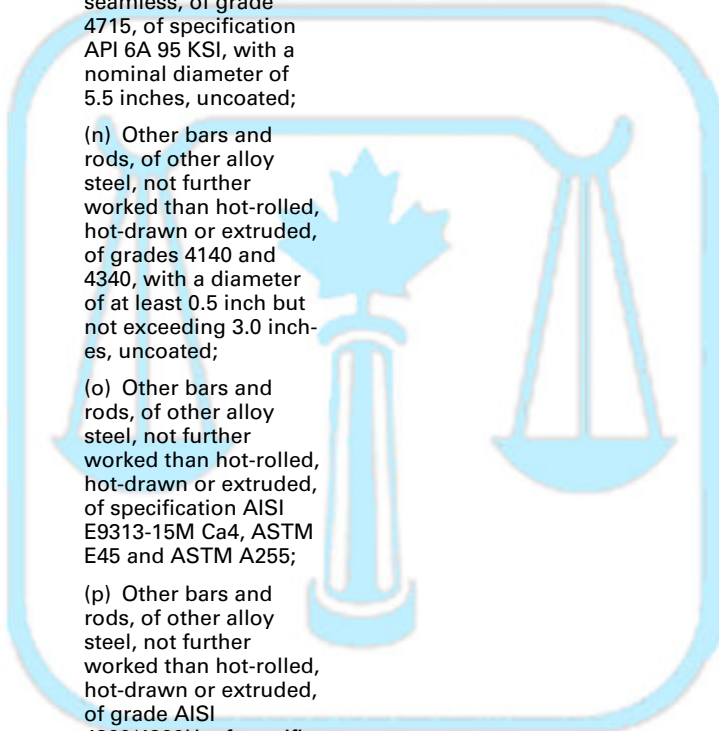 seamless, of grade
4715, of specification
API 6A 95 KSI, with a
nominal diameter of
5.5 inches, uncoated;
(n) Other bars and
rods, of other alloy
steel, not further
worked than hot-rolled,
hot-drawn or extruded,
of grades 4140 and
4340, with a diameter
of at least 0.5 inch but
not exceeding 3.0 inch-
es, uncoated;
(o) Other bars and
rods, of other alloy
steel, not further
worked than hot-rolled,
hot-drawn or extruded,
of specification AISI
E9313-15M Ca4, ASTM
E45 and ASTM A255;
(p) Other bars and
rods, of other alloy
steel, not further
worked than hot-rolled,
hot-drawn or extruded,
of grade AISI